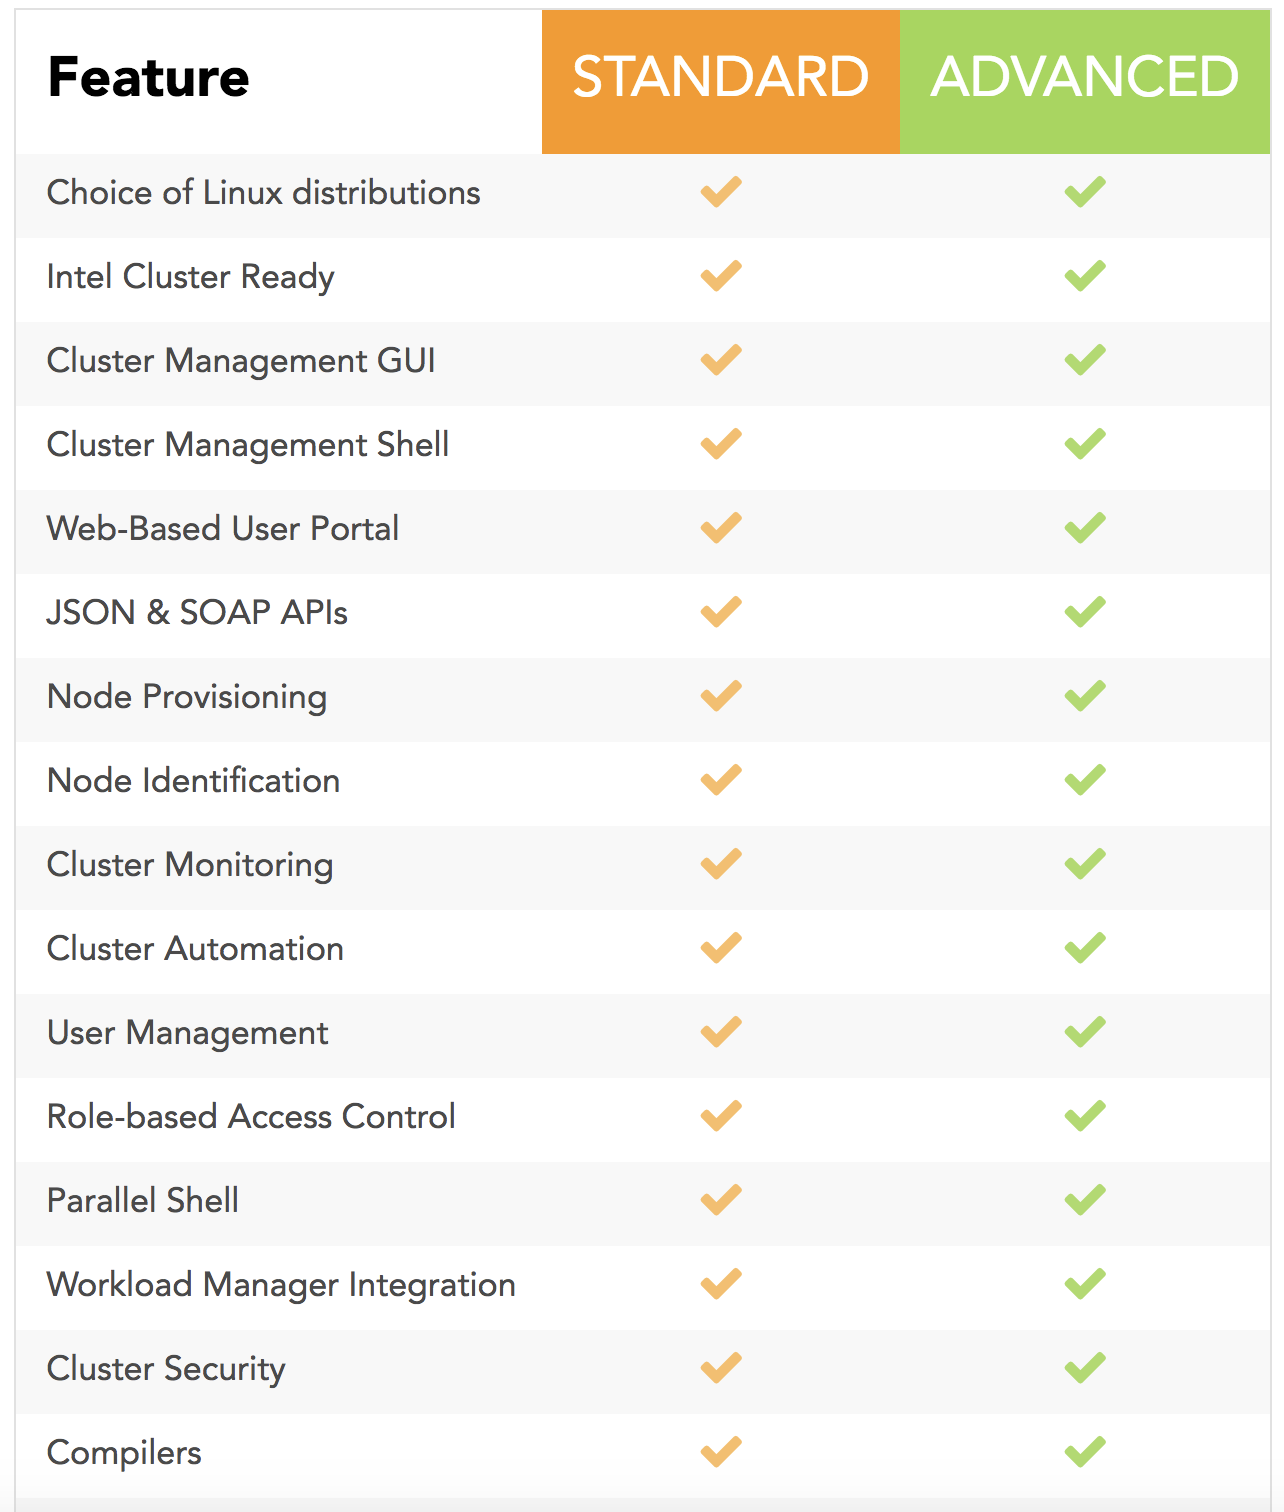 Feature STANDARD ADVANCED
Choice of Linux distributions
Intel Cluster Ready
Cluster Management GUI
Cluster Management Shell
Web-Based User Portal
JSON & SOAP APIs
Node Provisioning
Node Identification
Cluster Monitoring
Cluster Automation
User Management
Role-based Access Control
Parallel Shell
Workload Manager Integration
Cluster Security
Compilers